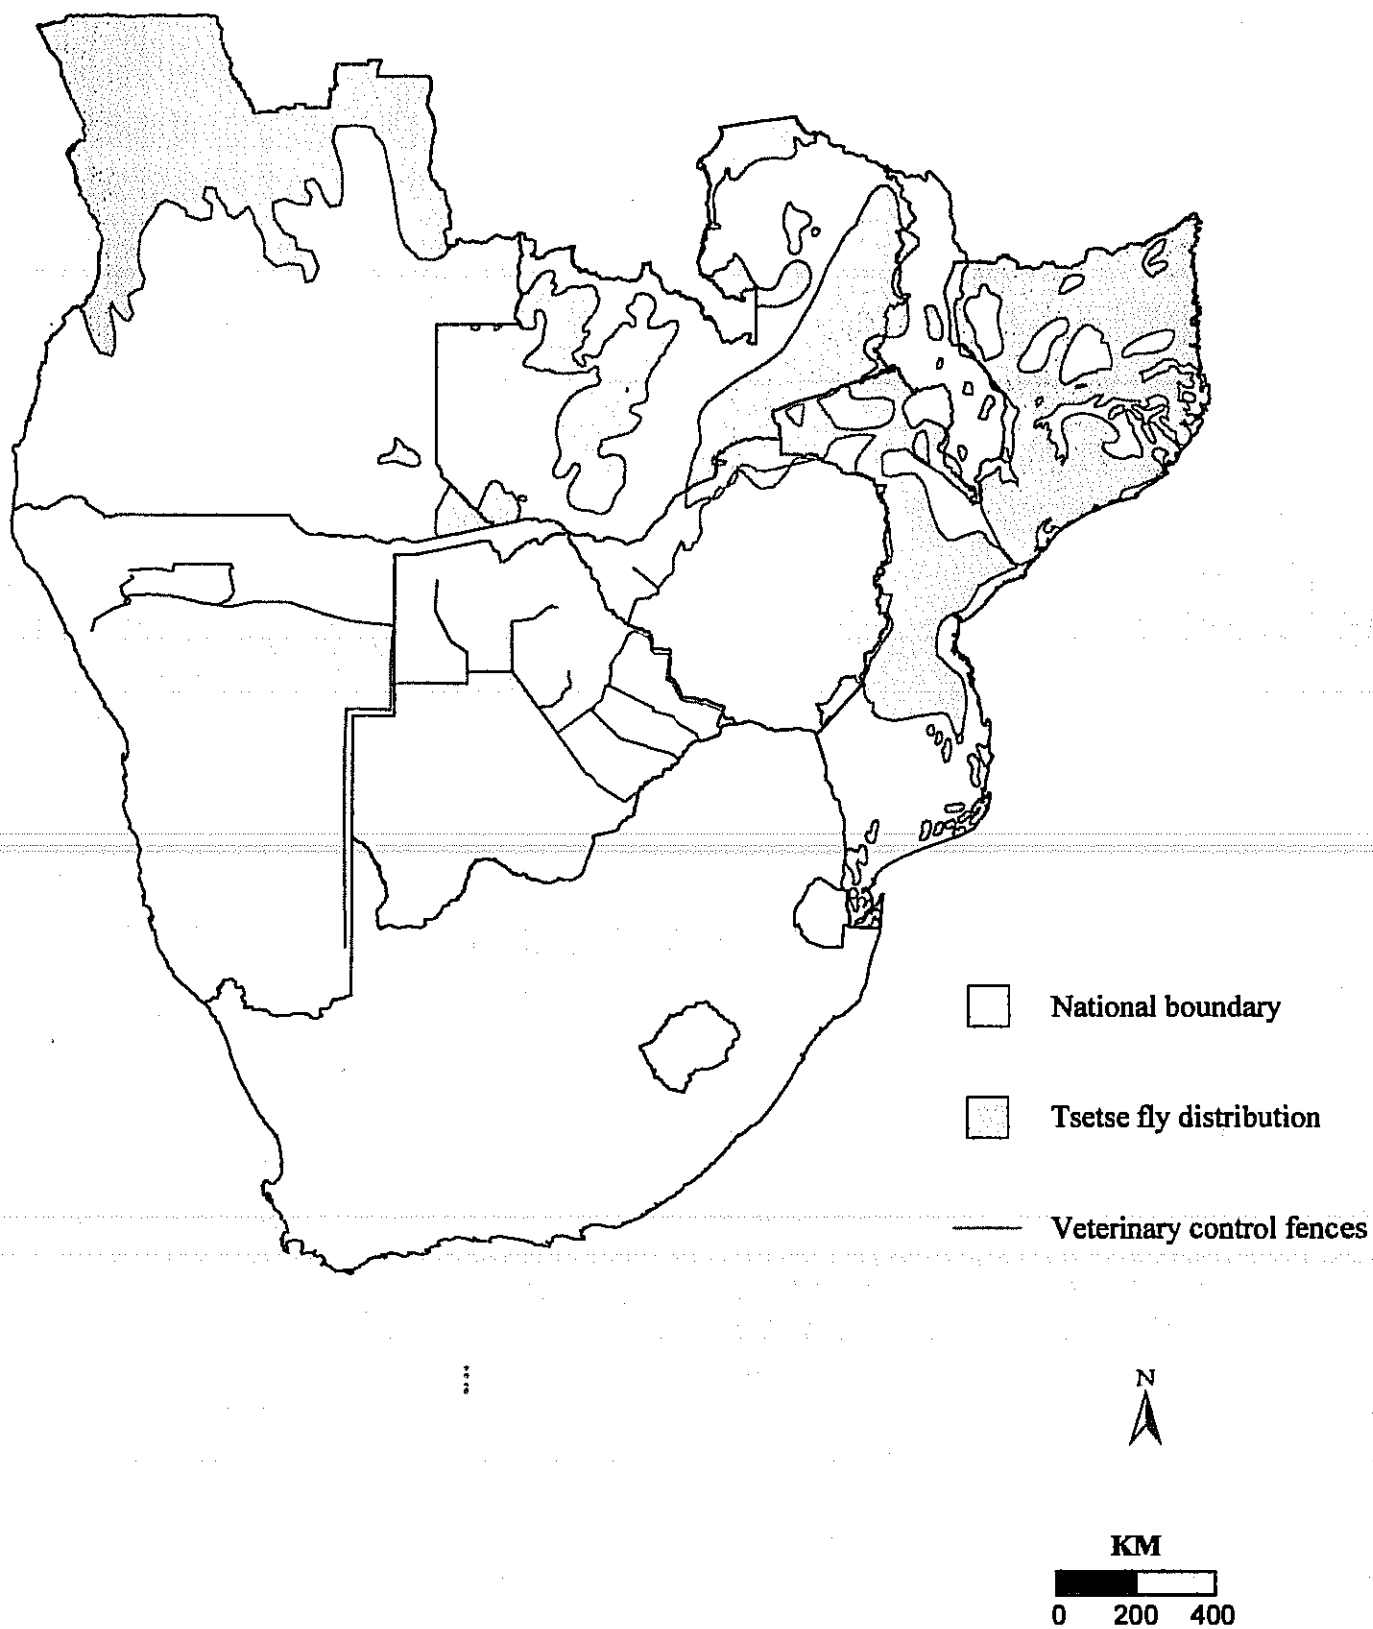 National boundary
Tsetse fly distribution
Veterinary control fences
N
KM
0 200 400